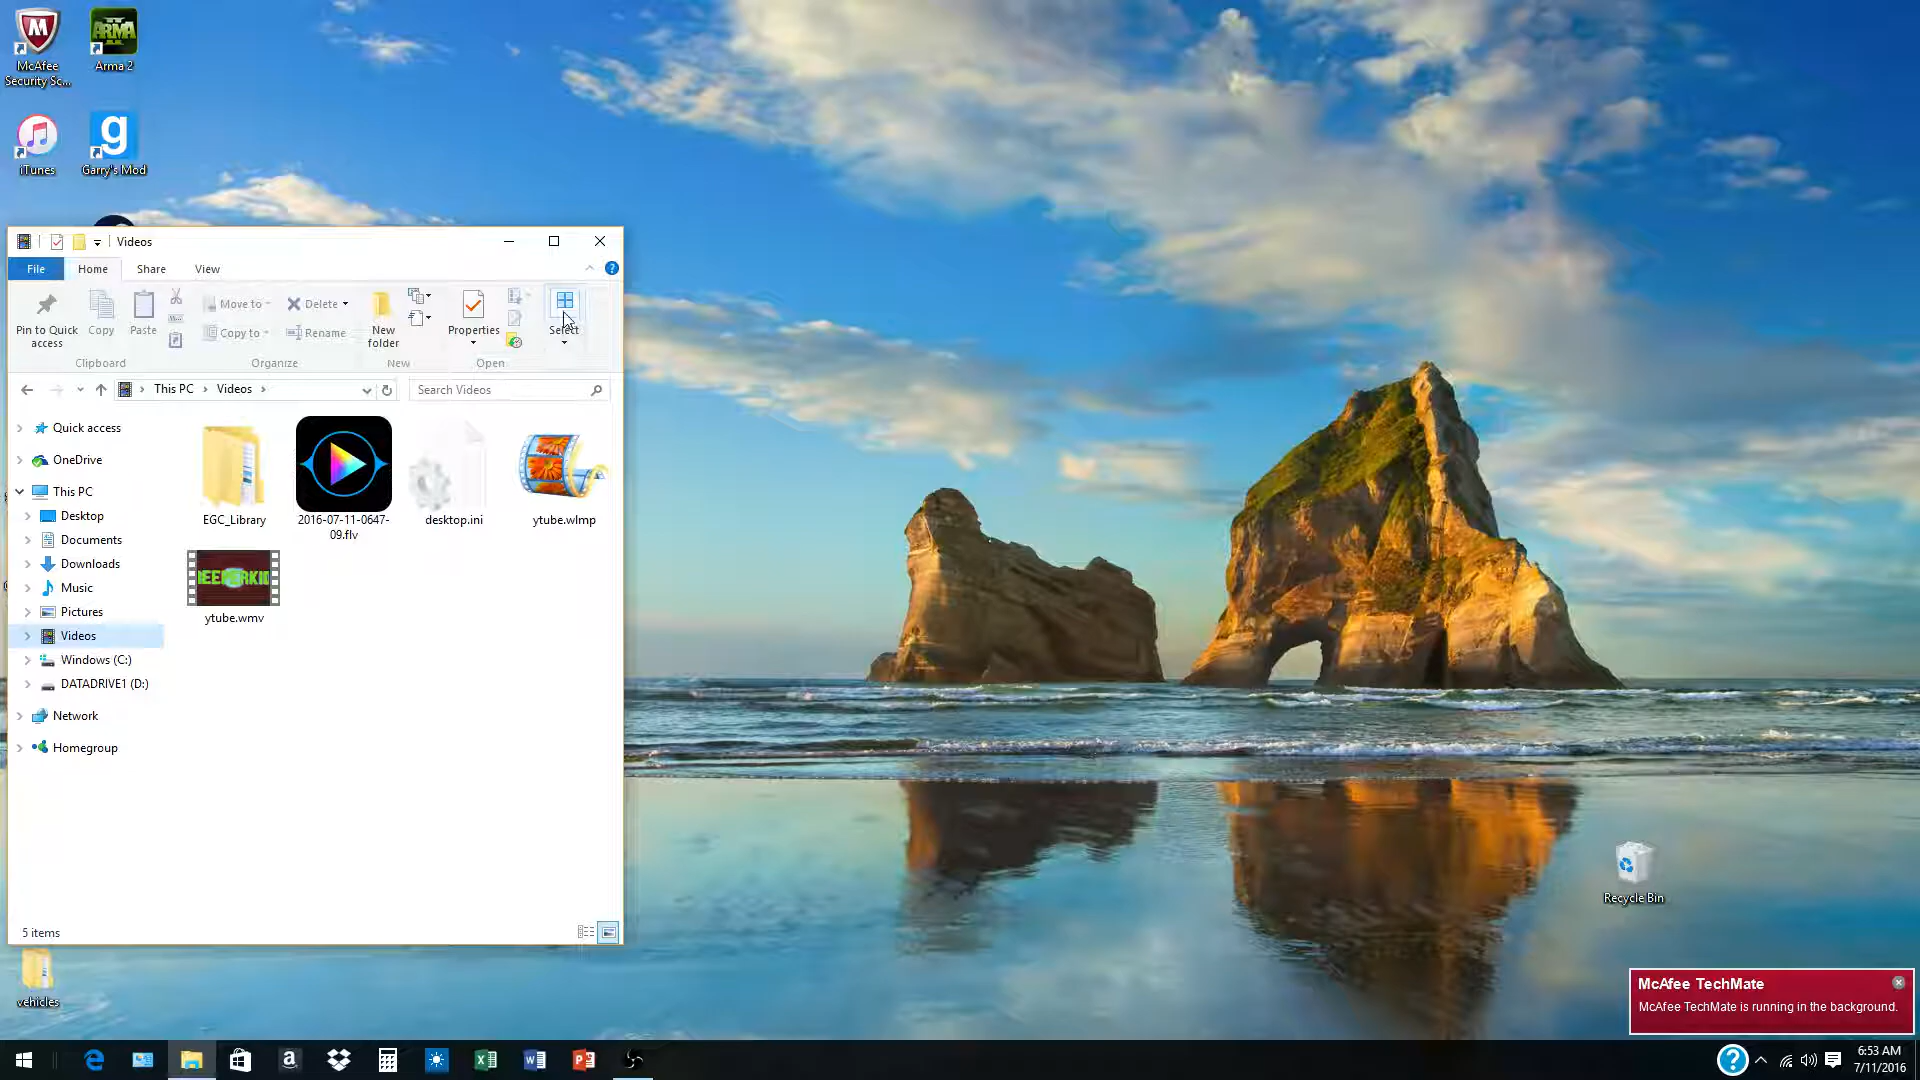 McAfee
Security Sc...
Arma 2
iTunes
Garry's Mod
Videos
File
Home
Share
View
Pin to Quick
access
Copy
Paste
Move to
Copy to
Delete
Rename
New
folder
Properties
Select
Clipboard
Organize
New
Open
This PC
Videos
Search Videos
Quick access
OneDrive
This PC
Desktop
Documents
Downloads
Music
Pictures
Videos
Windows (C:)
DATADRIVE1 (D:)
Network
Homegroup
EGC_Library
2016-07-11-0647-
09.flv
desktop.ini
ytube.wlmp
ytube.wmv
5 items
vehicles
Recycle Bin
McAfee TechMate
McAfee TechMate is running in the background.
6:53 AM
7/11/2016